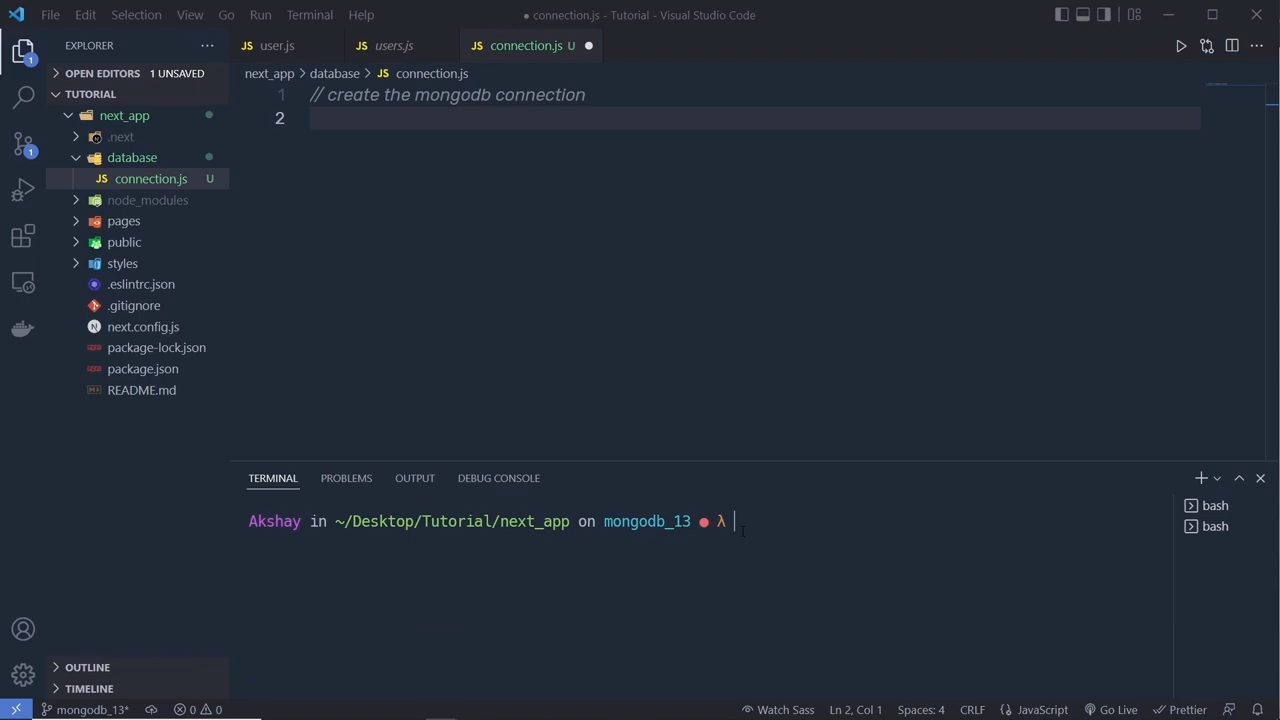 File Edit Selection View Go Run Terminal Help
● connection.js - Tutorial - Visual Studio Code
EXPLORER
OPEN EDITORS 1 UNSAVED
TUTORIAL
next_app
.next
database
JS connection.js U
node_modules
pages
public
styles
.eslintrc.json
.gitignore
N next.config.js
package-lock.json
package.json
README.md
OUTLINE
TIMELINE
1
1
JS user.js
JS users.js
JS connection.js U ●
next_app > database > JS connection.js
1 // create the mongodb connection
2
TERMINAL PROBLEMS OUTPUT DEBUG CONSOLE
Akshay in ~/Desktop/Tutorial/next_app on mongodb_13 ● λ
bash
bash
mongodb_13* 0 0
Watch Sass Ln 2, Col 1 Spaces: 4 CRLF {} JavaScript Go Live Prettier